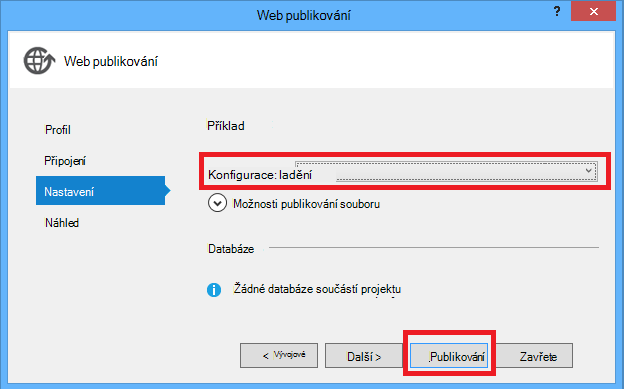 Web publikování
?
Web publikování
Profil
Připojení
Nastavení
Náhled
Příklad
Konfigurace: ladění
Možnosti publikování souboru
Databáze
Žádné databáze součástí projektu
< Vývojové
Další >
Publikování
Zavřete